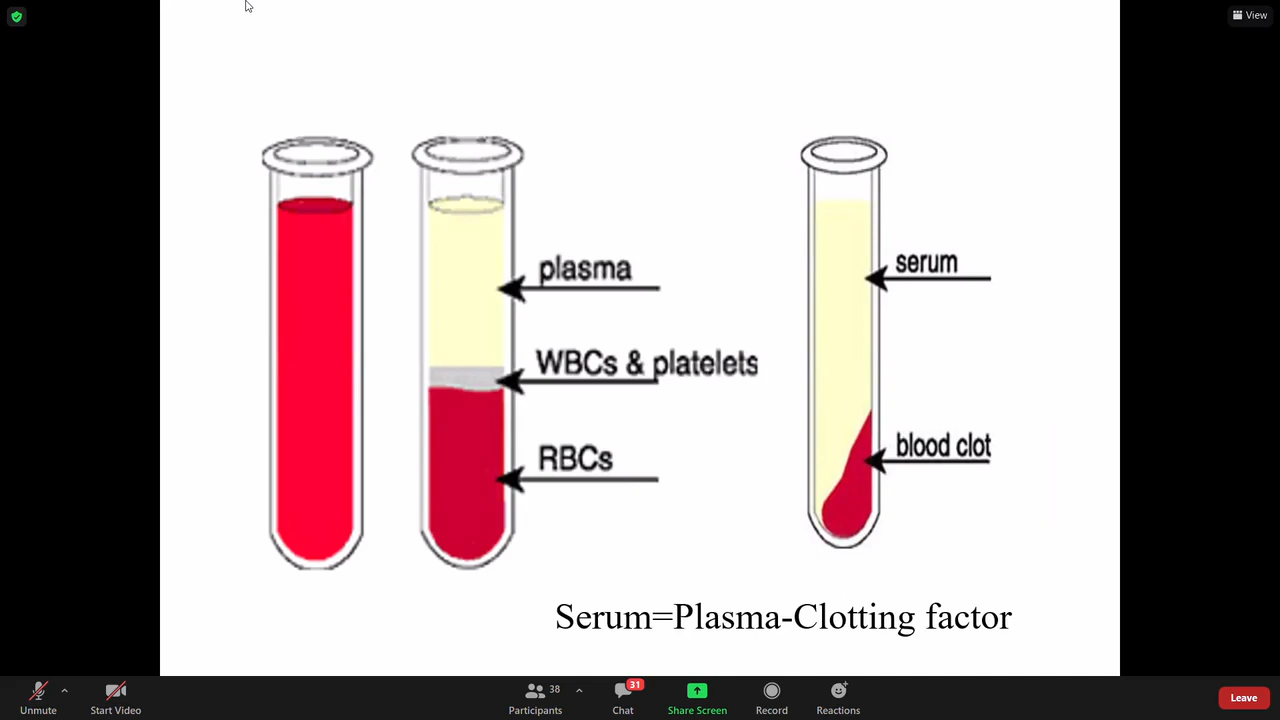 View
plasma
WBCs & platelets
RBCs
serum
blood clot
Serum=Plasma-Clotting factor
Unmute
Start Video
38
Participants
31
Chat
Share Screen
Record
Reactions
Leave